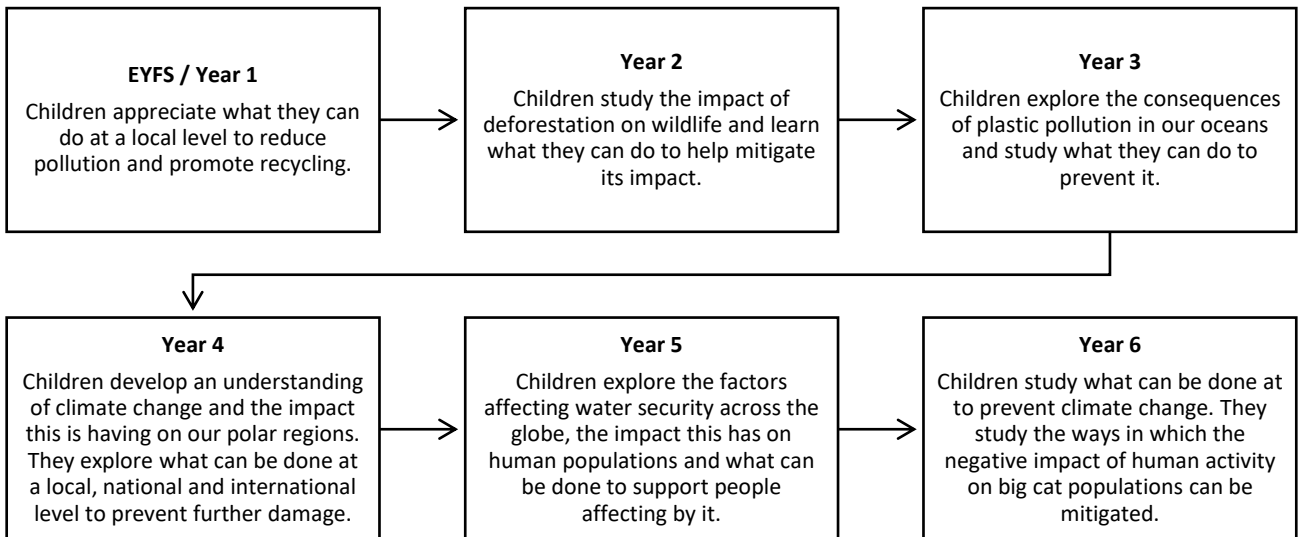 EYFS / Year 1
Children appreciate what they can
do at a local level to reduce
pollution and promote recycling.
Year 2
Children study the impact of
deforestation on wildlife and learn
what they can do to help mitigate
its impact.
Year 3
Children explore the consequences
of plastic pollution in our oceans
and study what they can do to
prevent it.
Year 4
Children develop an understanding
of climate change and the impact
this is having on our polar regions.
They explore what can be done at
a local, national and international
level to prevent further damage.
Year 5
Children explore the factors
affecting water security across the
globe, the impact this has on
human populations and what can
be done to support people
affecting by it.
Year 6
Children study what can be done at
to prevent climate change. They
study the ways in which the
negative impact of human activity
on big cat populations can be
mitigated.